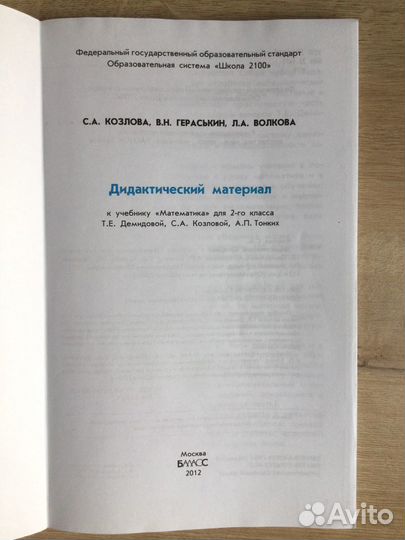 Федеральный государственный образовательный стандарт
Образовательная система «Школа 2100»
С.А. КОЗЛОВА, В.Н. ГЕРАСЬКИН, Л.А. ВОЛКОВА
Дидактический материал
к учебнику «Математика» для 2-го класса
Т.Е. Демидовой, С.А. Козловой, А.П. Тонких
Москва
БАЛАСС
2012
Avito